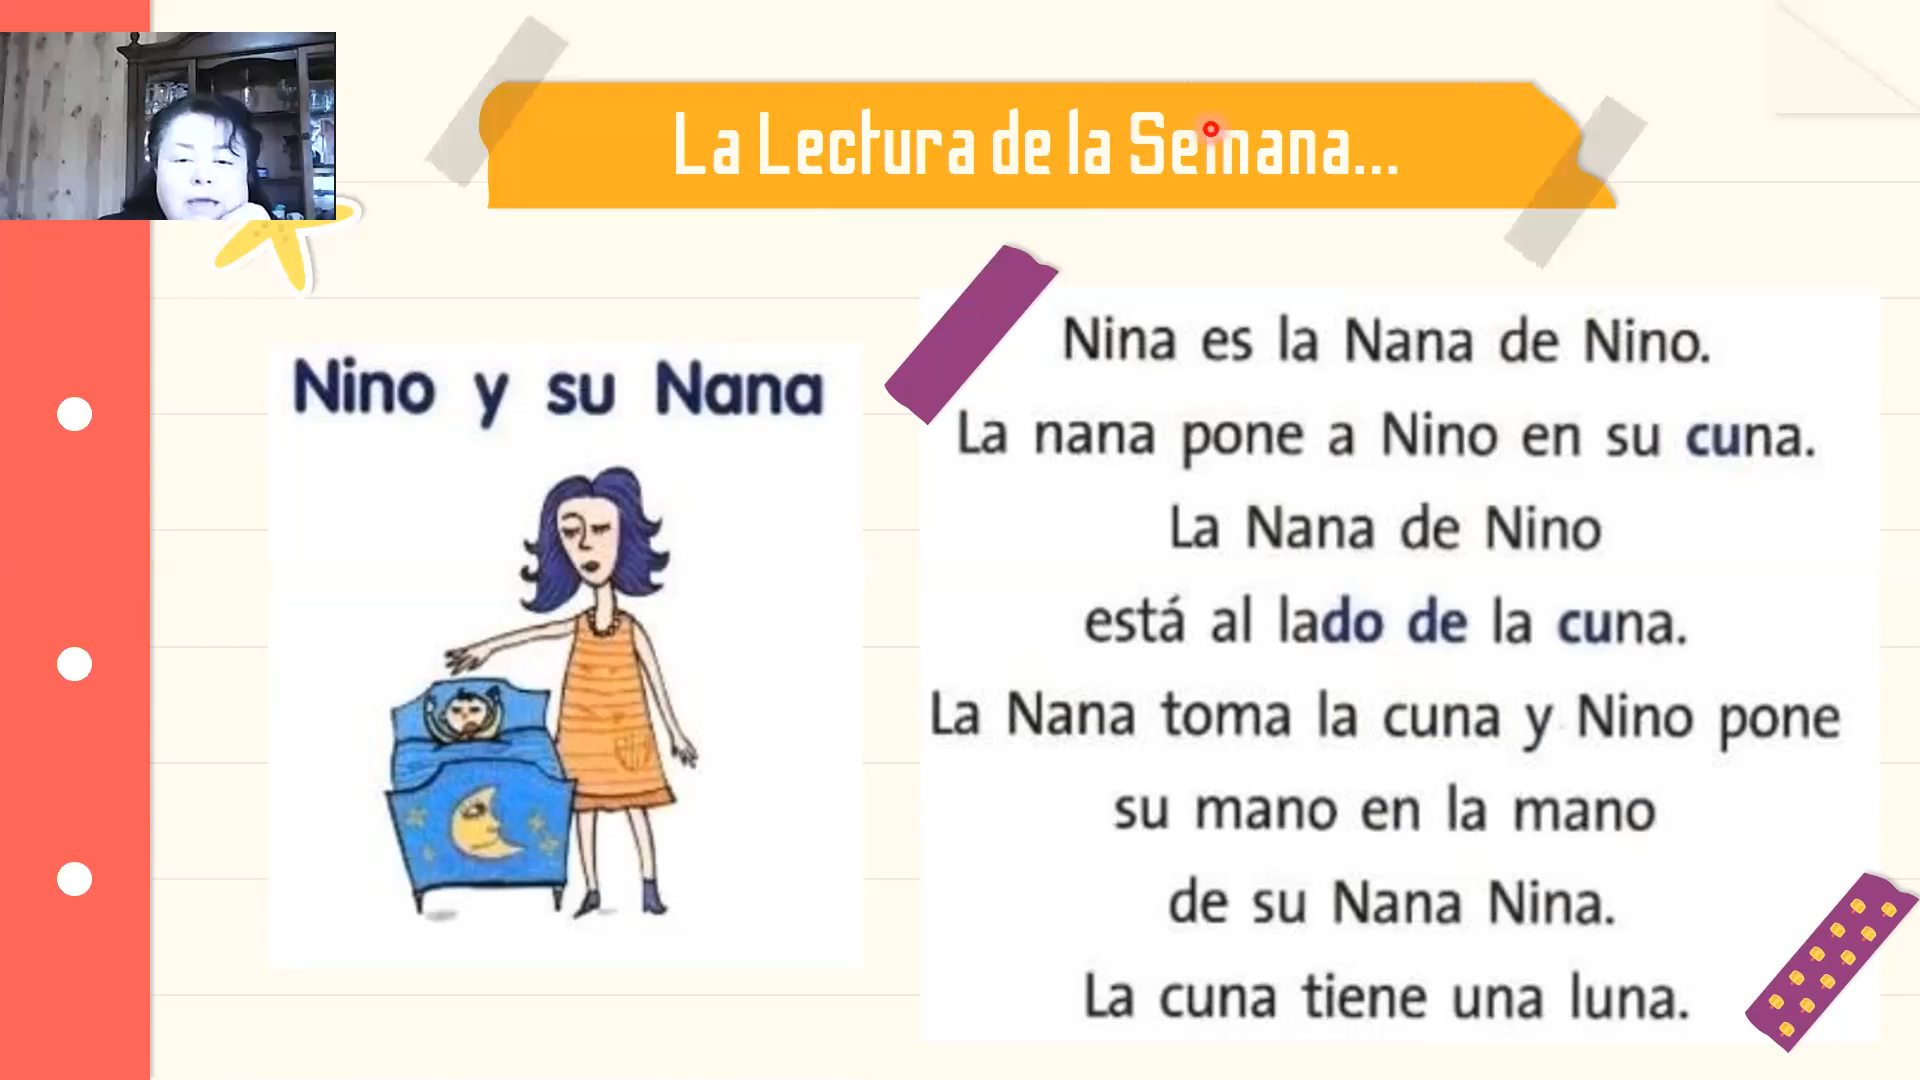 La Lectura de la Semana...
Nino y su Nana
Nina es la Nana de Nino.
La nana pone a Nino en su cuna.
La Nana de Nino
está al lado de la cuna.
La Nana toma la cuna y Nino pone
su mano en la mano
de su Nana Nina.
La cuna tiene una luna.